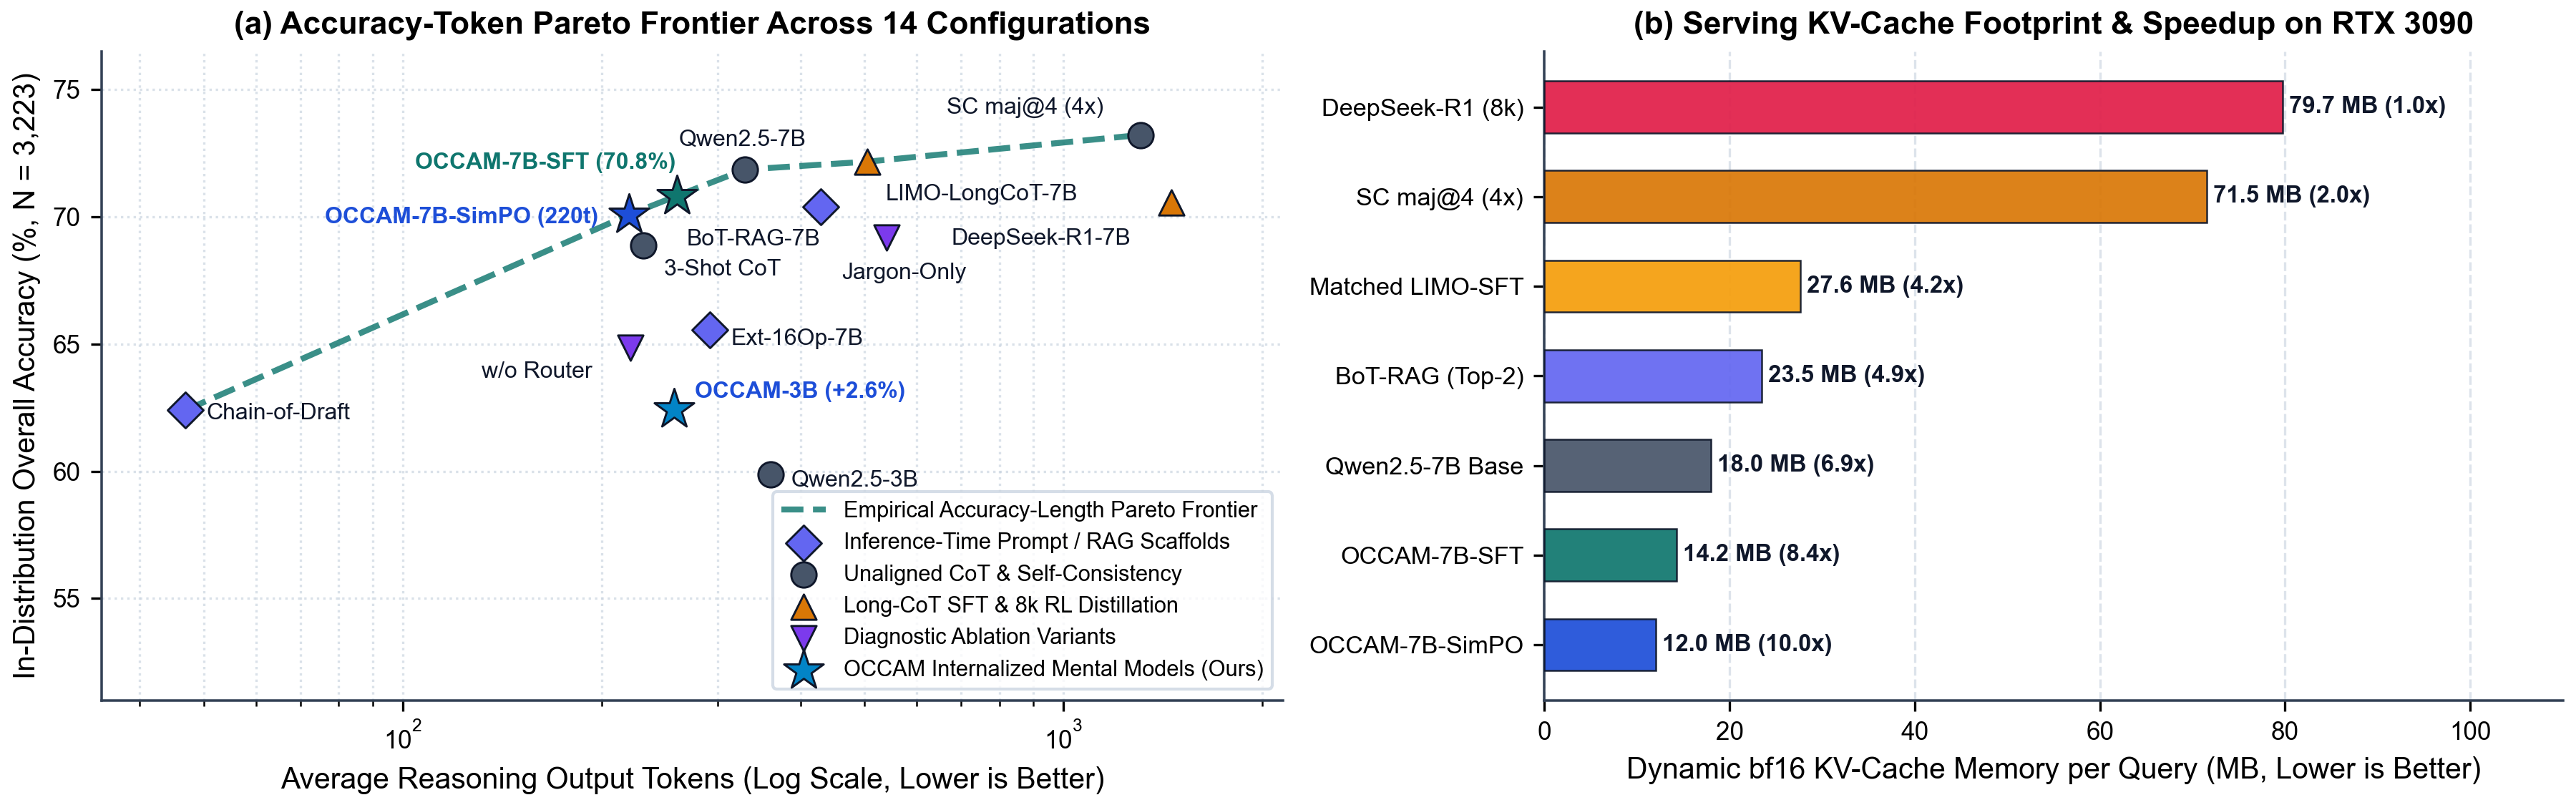 (a) Accuracy-Token Pareto Frontier Across 14 Configurations
In-Distribution Overall Accuracy (%, N = 3,223)
75
70
65
60
55
SC maj@4 (4x)
Qwen2.5-7B
OCCAM-7B-SFT (70.8%)
LIMO-LongCoT-7B
OCCAM-7B-SimPO (220t)
BoT-RAG-7B
DeepSeek-R1-7B
3-Shot CoT
Jargon-Only
Ext-16Op-7B
w/o Router
OCCAM-3B (+2.6%)
Chain-of-Draft
Qwen2.5-3B
Empirical Accuracy-Length Pareto Frontier
Inference-Time Prompt / RAG Scaffolds
Unaligned CoT & Self-Consistency
Long-CoT SFT & 8k RL Distillation
Diagnostic Ablation Variants
OCCAM Internalized Mental Models (Ours)
10²
10³
Average Reasoning Output Tokens (Log Scale, Lower is Better)
(b) Serving KV-Cache Footprint & Speedup on RTX 3090
DeepSeek-R1 (8k)
79.7 MB (1.0x)
SC maj@4 (4x)
71.5 MB (2.0x)
Matched LIMO-SFT
27.6 MB (4.2x)
BoT-RAG (Top-2)
23.5 MB (4.9x)
Qwen2.5-7B Base
18.0 MB (6.9x)
OCCAM-7B-SFT
14.2 MB (8.4x)
OCCAM-7B-SimPO
12.0 MB (10.0x)
0
20
40
60
80
100
Dynamic bf16 KV-Cache Memory per Query (MB, Lower is Better)